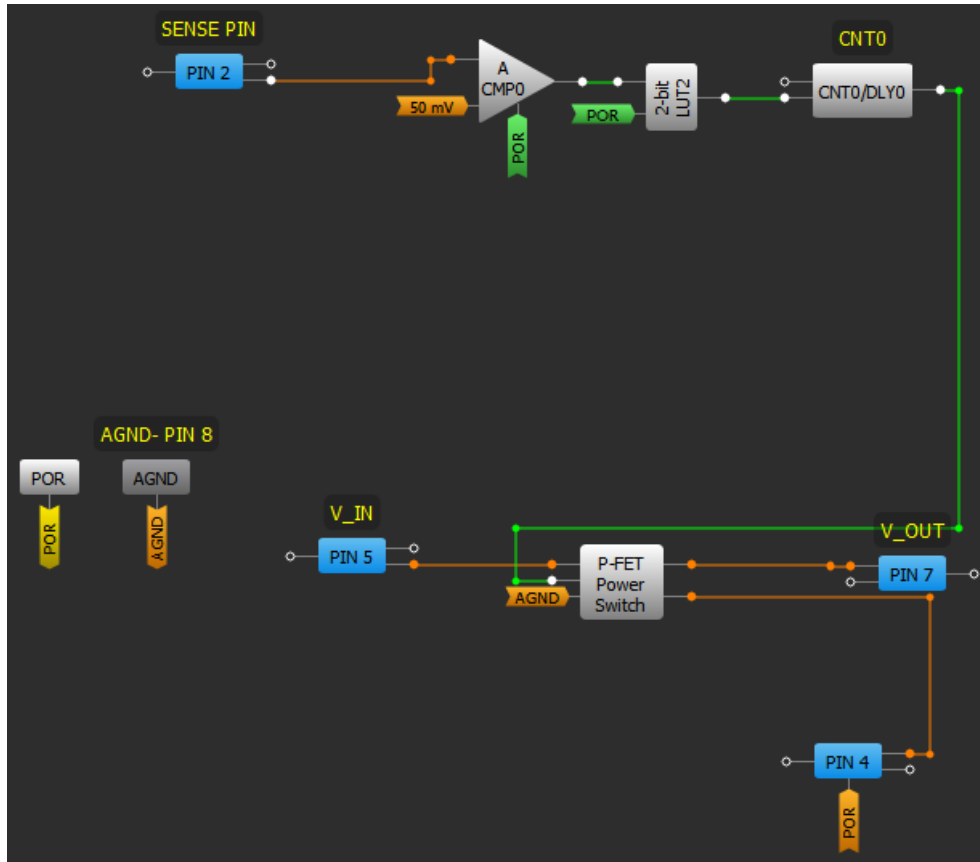 SENSE PIN
PIN 2
50 mV
A
CMP0
POR
POR
2-bit
LUT2
CNT0
CNT0/DLY0
AGND- PIN 8
POR
POR
AGND
AGND
V_IN
PIN 5
AGND
P-FET
Power
Switch
V_OUT
PIN 7
PIN 4
POR